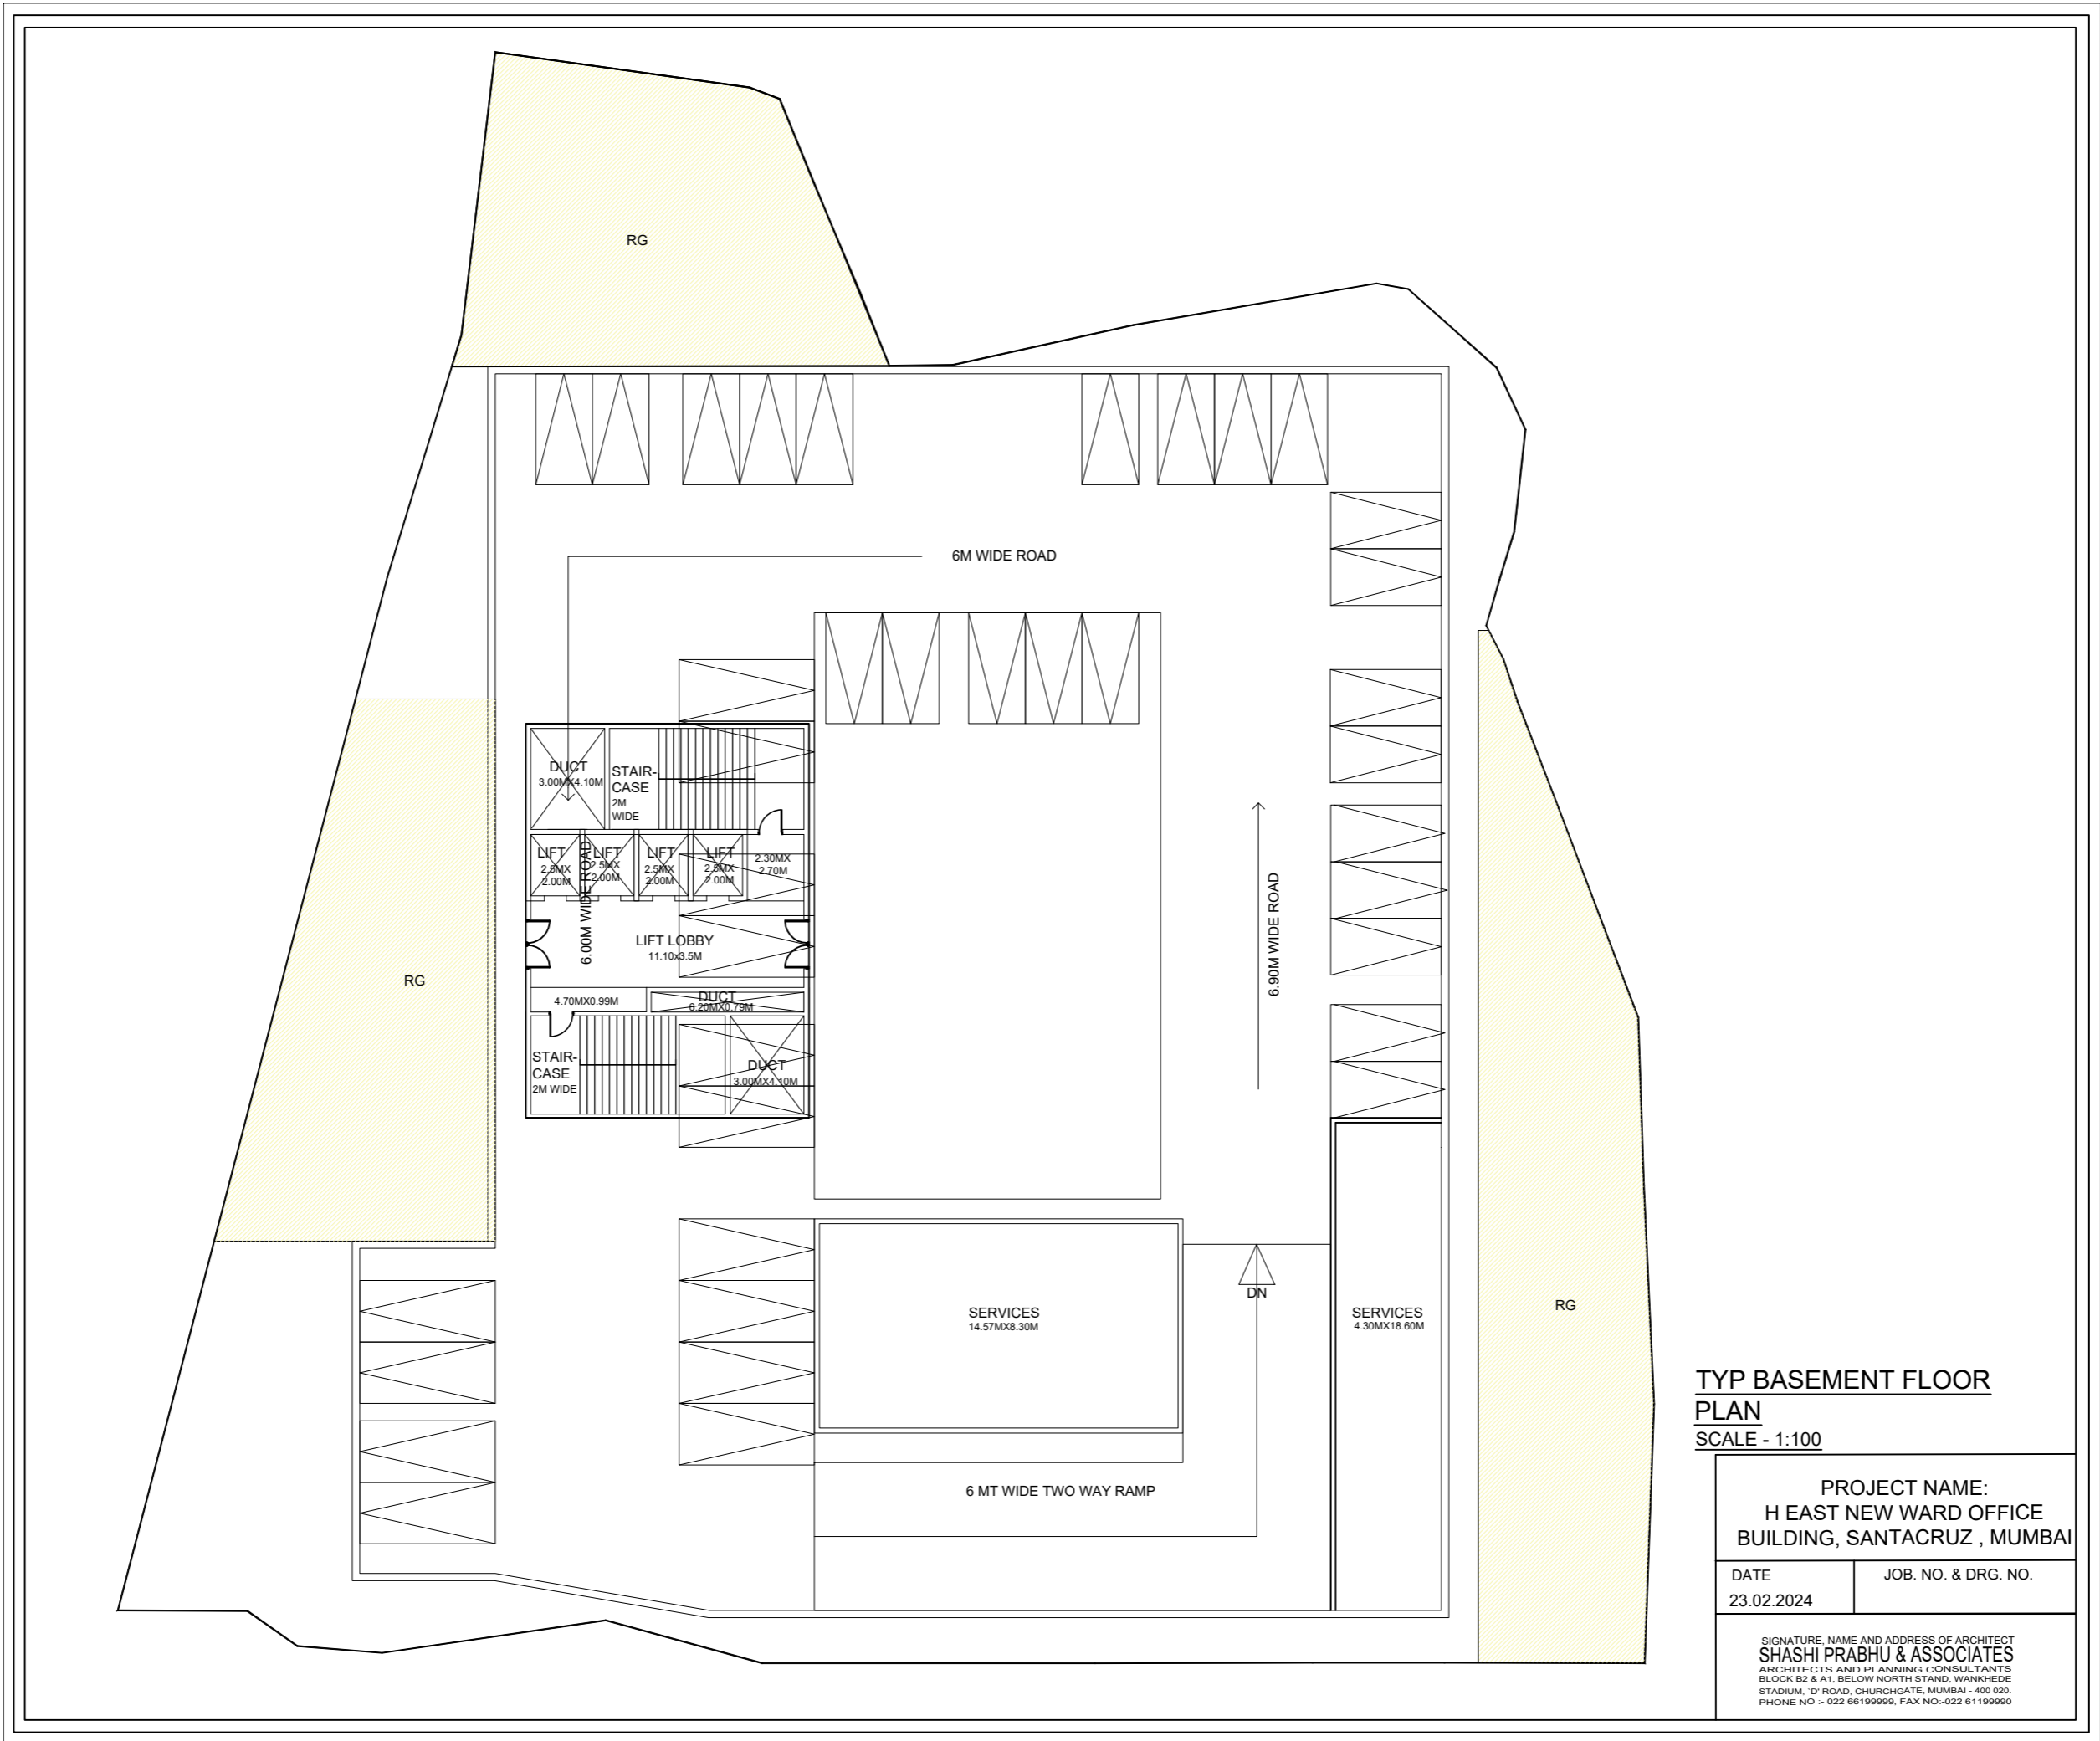 RG
6M WIDE ROAD
DUCT
3.00MX4.10M
STAIR-
CASE
2M
WIDE
LIFT
2.5MX
2.00M
LIFT
2.5MX
2.00M
LIFT
2.5MX
2.00M
LIFT
2.5MX
2.00M
2.30MX
2.70M
6.00M WIDE ROAD
LIFT LOBBY
11.10x3.5M
4.70MX0.99M
DUCT
6.20MX0.79M
STAIR-
CASE
2M WIDE
DUCT
3.00MX4.10M
6.90M WIDE ROAD
RG
SERVICES
14.57MX8.30M
DN
SERVICES
4.30MX18.60M
RG
6 MT WIDE TWO WAY RAMP
TYP BASEMENT FLOOR
PLAN
SCALE - 1:100
PROJECT NAME:
H EAST NEW WARD OFFICE
BUILDING, SANTACRUZ , MUMBAI
DATE
23.02.2024
JOB. NO. & DRG. NO.
SIGNATURE, NAME AND ADDRESS OF ARCHITECT
SHASHI PRABHU & ASSOCIATES
ARCHITECTS AND PLANNING CONSULTANTS
BLOCK B2 & A1, BELOW NORTH STAND, WANKHEDE
STADIUM, 'D' ROAD, CHURCHGATE, MUMBAI - 400 020.
PHONE NO :- 022 66199999, FAX NO:-022 61199990